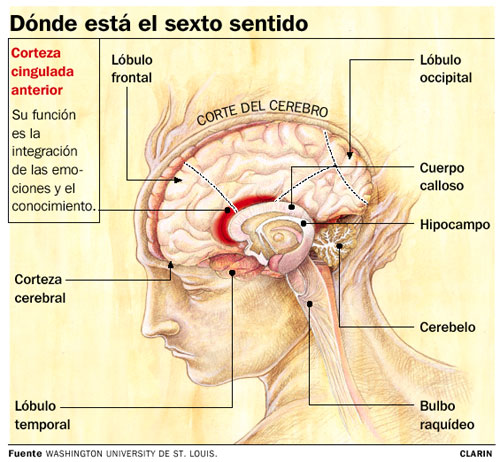 Dónde está el sexto sentido
Corteza
cingulada
anterior
Su función
es la
integración
de las emo-
ciones y el
conocimiento.
Lóbulo
frontal
Lóbulo
occipital
CORTE DEL CEREBRO
Cuerpo
calloso
Hipocampo
Corteza
cerebral
Cerebelo
Lóbulo
temporal
Bulbo
raquídeo
Fuente WASHINGTON UNIVERSITY DE ST. LOUIS.
CLARIN